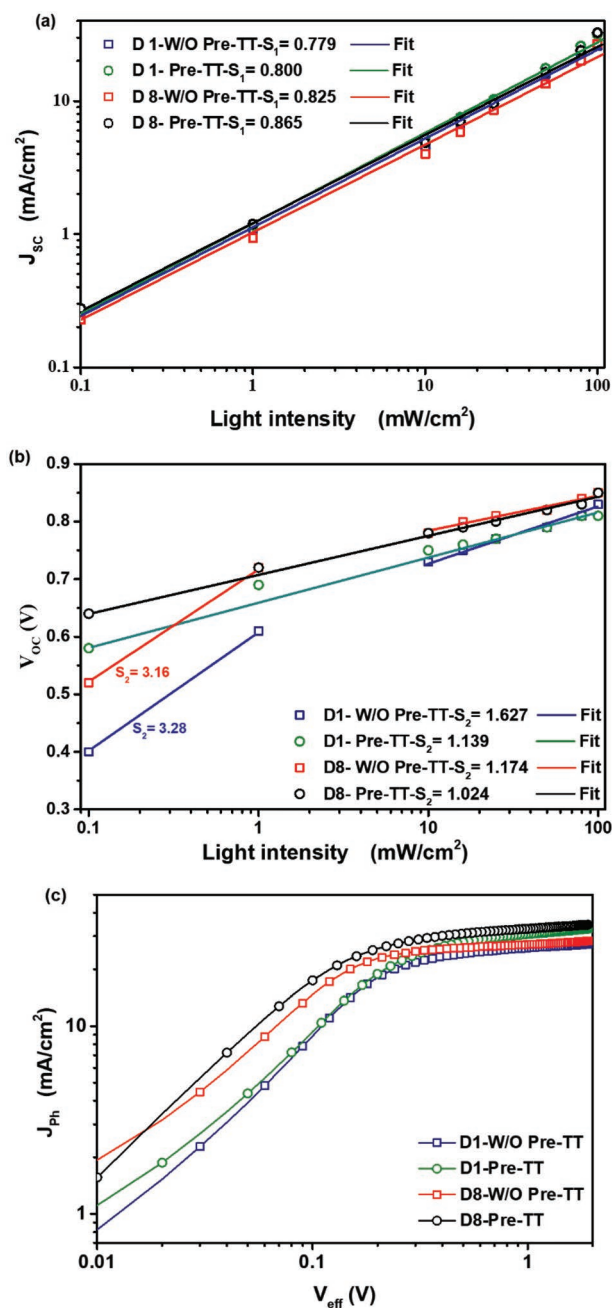 (a)
D 1-W/O Pre-TT-S1= 0.779 Fit
D 1- Pre-TT-S1= 0.800 Fit
D 8-W/O Pre-TT-S1= 0.825 Fit
D 8- Pre-TT-S1= 0.865 Fit
10
1
0.1
JSC (mA/cm2)
0.1 1 10 100
Light intensity (mW/cm2)
(b)
0.9
0.8
0.7
0.6
0.5
0.4
0.3
VOC (V)
S2= 3.16
S2= 3.28
D1- W/O Pre-TT-S2= 1.627 Fit
D1- Pre-TT-S2= 1.139 Fit
D8- W/O Pre-TT-S2= 1.174 Fit
D8- Pre-TT-S2= 1.024 Fit
0.1 1 10 100
Light intensity (mW/cm2)
(c)
10
1
JPh (mA/cm2)
D1-W/O Pre-TT
D1-Pre-TT
D8-W/O Pre-TT
D8-Pre-TT
0.01 0.1 1
Veff (V)